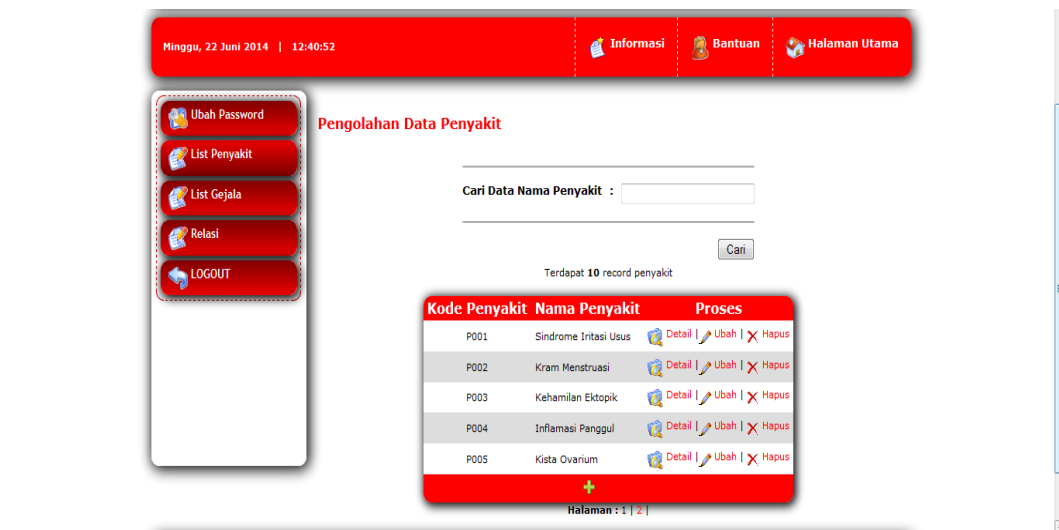 Minggu, 22 Juni 2014 | 12:40:52
Informasi
Bantuan
Halaman Utama
Ubah Password
List Penyakit
List Gejala
Relasi
LOGOUT
Pengolahan Data Penyakit
Cari Data Nama Penyakit :
Cari
Terdapat 10 record penyakit
Kode Penyakit Nama Penyakit Proses
P001 Sindrome Iritasi Usus Detail | Ubah | Hapus
P002 Kram Menstruasi Detail | Ubah | Hapus
P003 Kehamilan Ektopik Detail | Ubah | Hapus
P004 Inflamasi Panggul Detail | Ubah | Hapus
P005 Kista Ovarium Detail | Ubah | Hapus
Halaman : 1 | 2 |